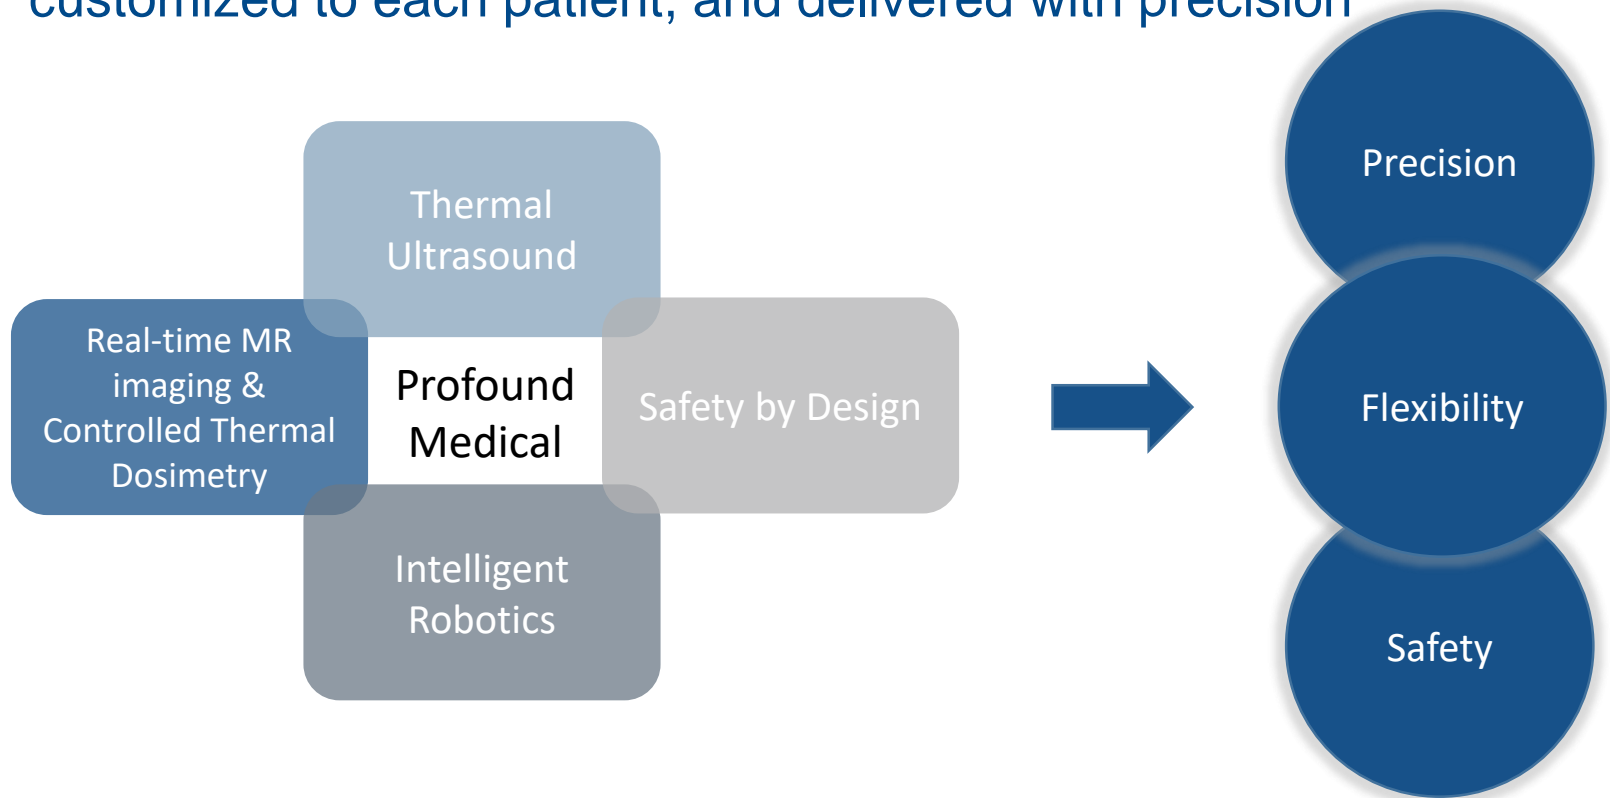 customized to each patient, and delivered with precision
Thermal
Ultrasound
Real-time MR
imaging &
Controlled Thermal
Dosimetry
Profound
Medical
Safety by Design
Intelligent
Robotics
Precision
Flexibility
Safety